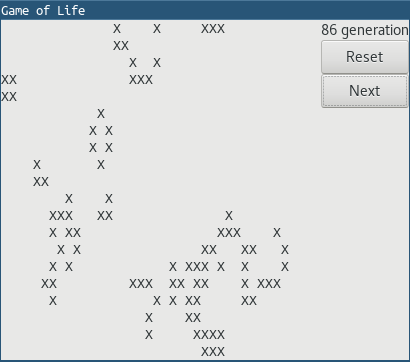 Game of Life
X X XXX
86 generation
XX
X X
Reset
XX XXX
Next
XX
X
X X
X X
X X
XX
X X
XXX XX X
X XX XXX X
X X XX XX X
X X X XXX X X X
XX XXX XX XX X XXX
X X X XX XX
X XX
X XXXX
XXX